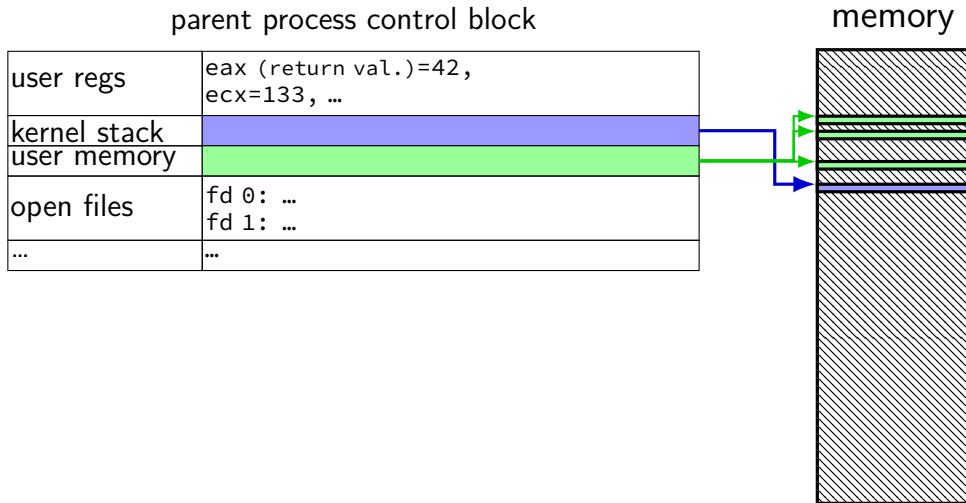 parent process control block
memory
user regs
eax (return val.)=42,
ecx=133, …
kernel stack
user memory
open files
fd 0: …
fd 1: …
… …